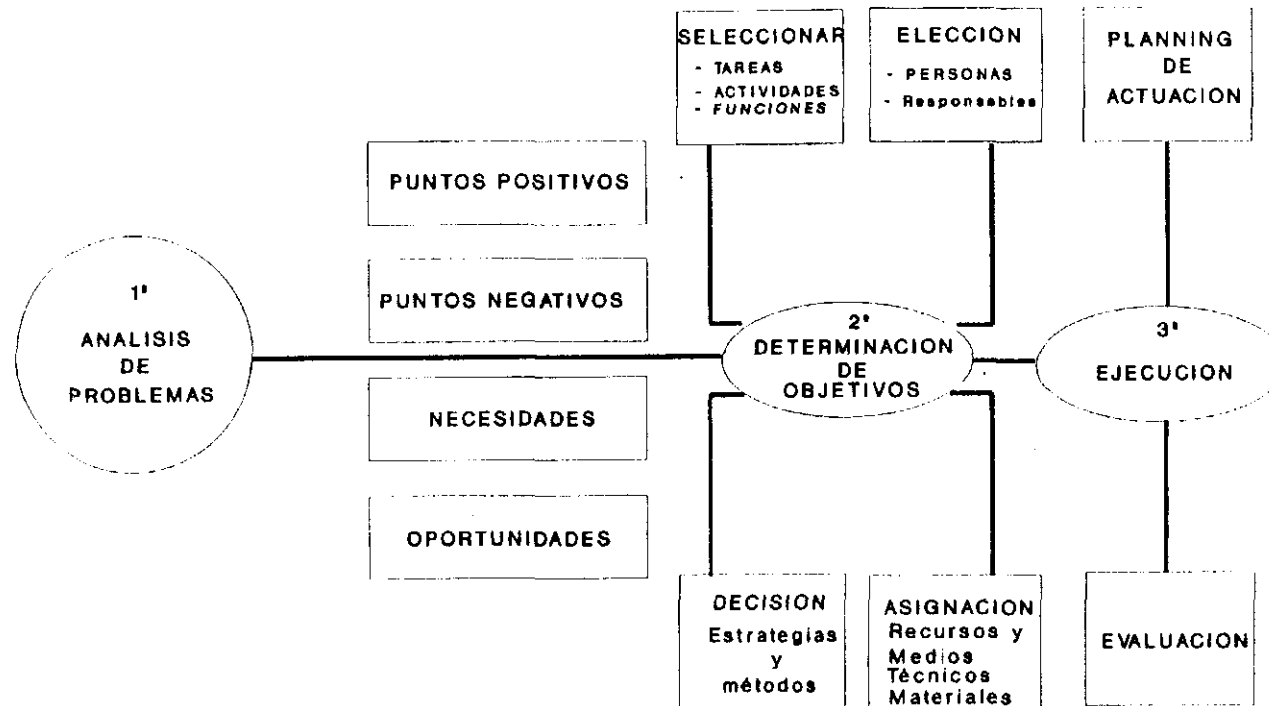 SELECCIONAR
- TAREAS
- ACTIVIDADES
- FUNCIONES
ELECCION
- PERSONAS
- Responsables
PLANNING
DE
ACTUACION
PUNTOS POSITIVOS
PUNTOS NEGATIVOS
NECESIDADES
OPORTUNIDADES
1ª
ANALISIS
DE
PROBLEMAS
2ª
DETERMINACION
DE
OBJETIVOS
3ª
EJECUCION
DECISION
Estrategias
y
métodos
ASIGNACION
Recursos y
Medios
Técnicos
Materiales
EVALUACION